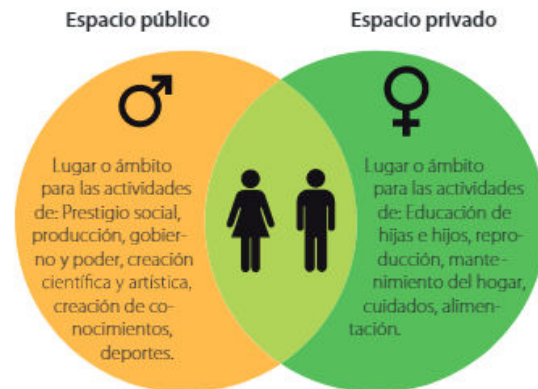 Espacio público
Espacio privado
Lugar o ámbito
para las actividades
de: Prestigio social,
producción, gobier-
no y poder, creación
científica y artística,
creación de co-
nocimientos,
deportes.
Lugar o ámbito
para las actividades
de: Educación de
hijas e hijos, repro-
ducción, mante-
nimiento del hogar,
cuidados, alimen-
tación.